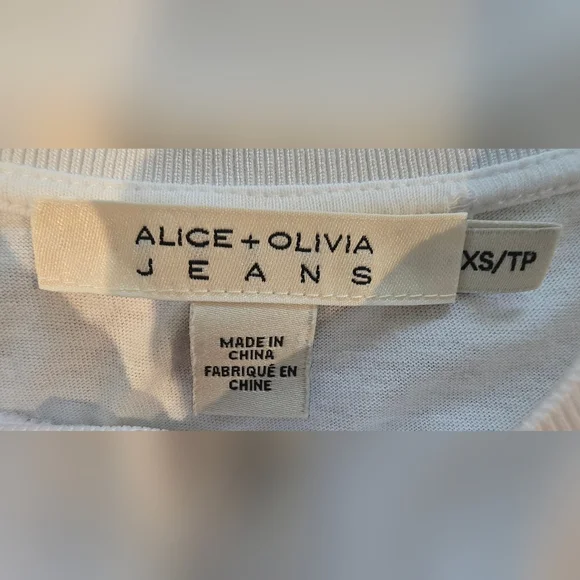 ALICE + OLIVIA
JEANS
XS/TP
MADE IN
CHINA
FABRIQUÉ EN
CHINE